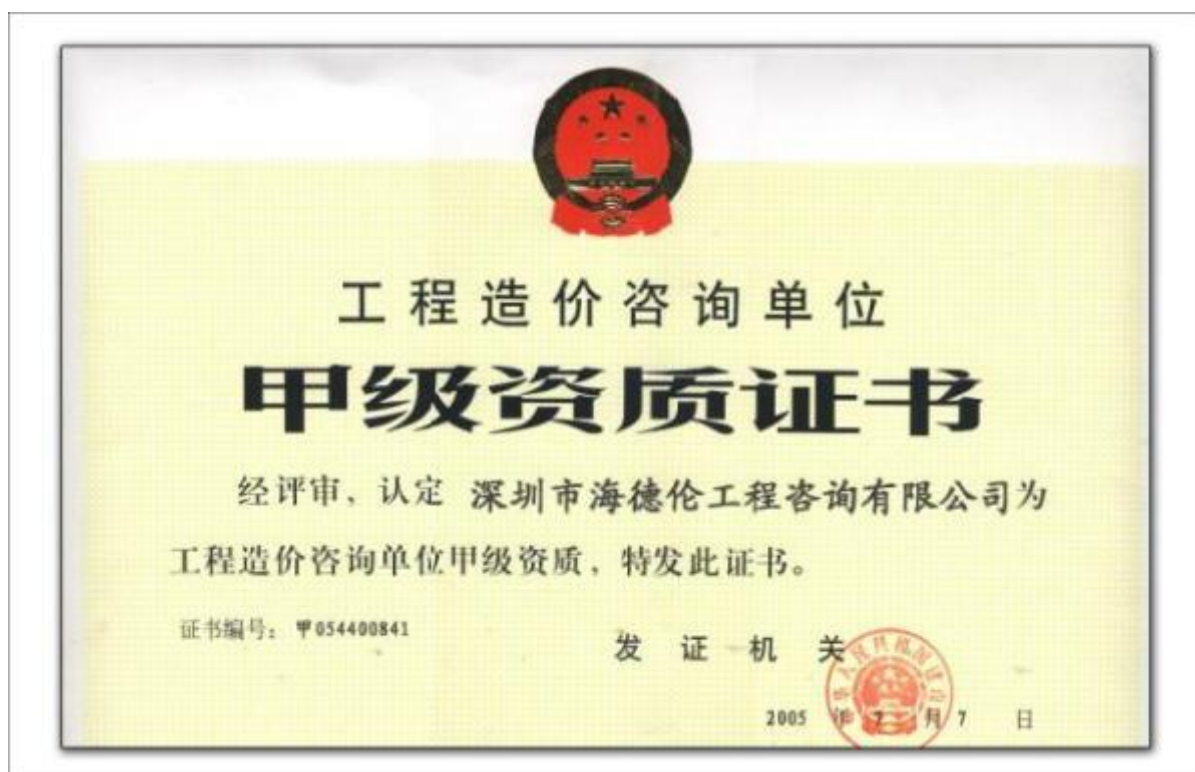 工程造价咨询单位
甲级资质证书
经评审、认定 深圳市海德伦工程咨询有限公司为
工程造价咨询单位甲级资质，特发此证书。
证书编号：甲054400841
发证机关
2005 年 7 月 7 日